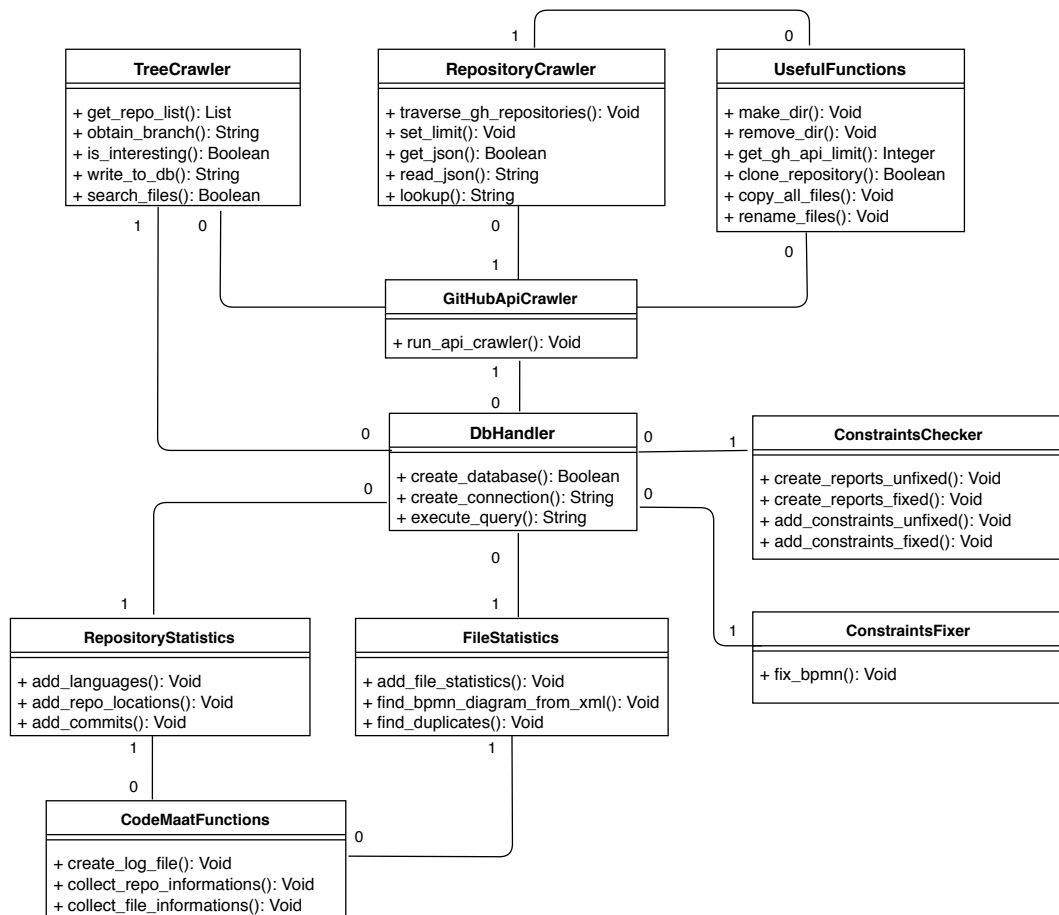 1
0
TreeCrawler
+ get_repo_list(): List
+ obtain_branch(): String
+ is_interesting(): Boolean
+ write_to_db(): String
+ search_files(): Boolean
RepositoryCrawler
+ traverse_gh_repositories(): Void
+ set_limit(): Void
+ get_json(): Boolean
+ read_json(): String
+ lookup(): String
UsefulFunctions
+ make_dir(): Void
+ remove_dir(): Void
+ get_gh_api_limit(): Integer
+ clone_repository(): Boolean
+ copy_all_files(): Void
+ rename_files(): Void
1
0
0
0
1
GitHubApiCrawler
+ run_api_crawler(): Void
1
0
0
DbHandler
+ create_database(): Boolean
+ create_connection(): String
+ execute_query(): String
0
1
ConstraintsChecker
+ create_reports_unfixed(): Void
+ create_reports_fixed(): Void
+ add_constraints_unfixed(): Void
+ add_constraints_fixed(): Void
0
0
0
1
1
1
RepositoryStatistics
+ add_languages(): Void
+ add_repo_locations(): Void
+ add_commits(): Void
FileStatistics
+ add_file_statistics(): Void
+ find_bpmn_diagram_from_xml(): Void
+ find_duplicates(): Void
ConstraintsFixer
+ fix_bpmn(): Void
1
1
0
0
CodeMaatFunctions
+ create_log_file(): Void
+ collect_repo_informations(): Void
+ collect_file_informations(): Void